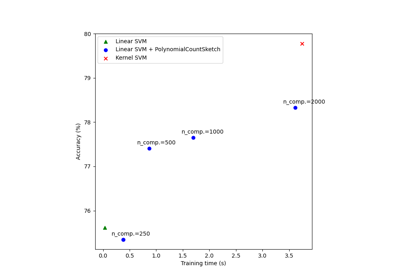 80
79
78
77
76
Accuracy (%)
Linear SVM
Linear SVM + PolynomialCountSketch
Kernel SVM
n_comp.=2000
n_comp.=1000
n_comp.=500
n_comp.=250
0.0 0.5 1.0 1.5 2.0 2.5 3.0 3.5
Training time (s)